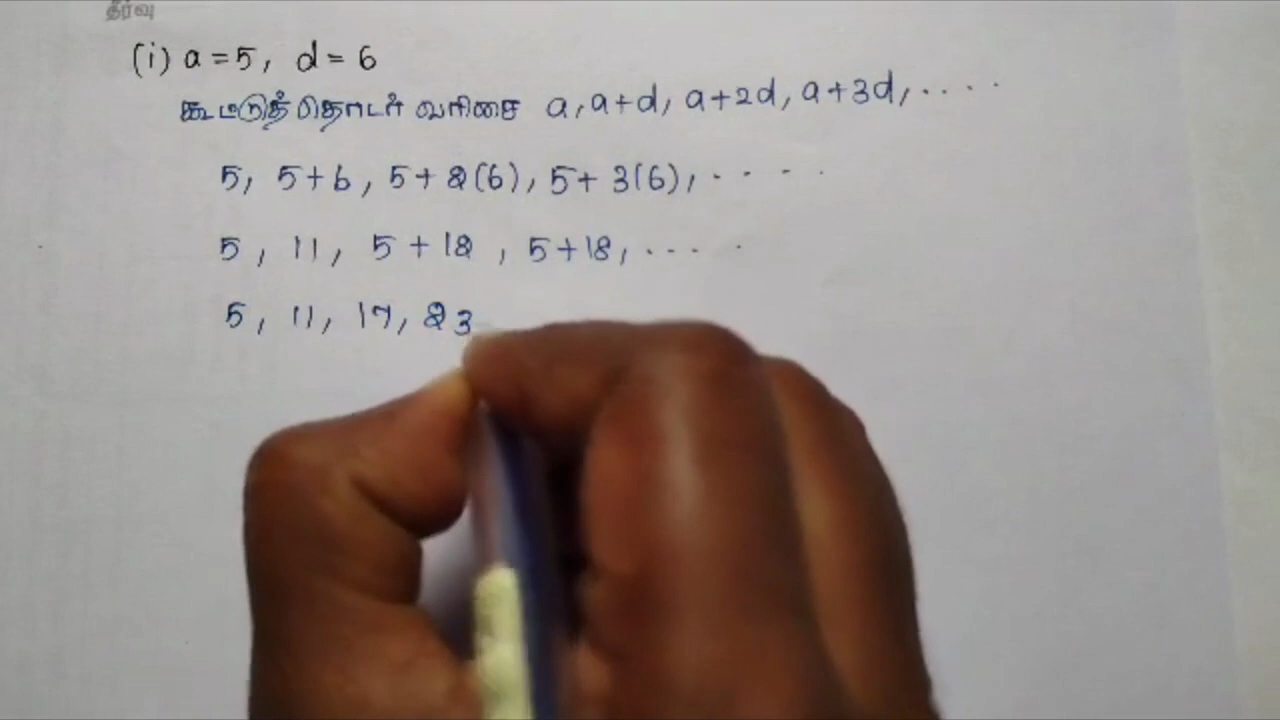 தீர்வு
(i) a = 5, d = 6
கூட்டுத் தொடர் வரிசை a, a+d, a+2d, a+3d, . . . .
5, 5+6, 5+2(6), 5+3(6), . . . .
5, 11, 5+12, 5+18, . . . .
5, 11, 17, 23